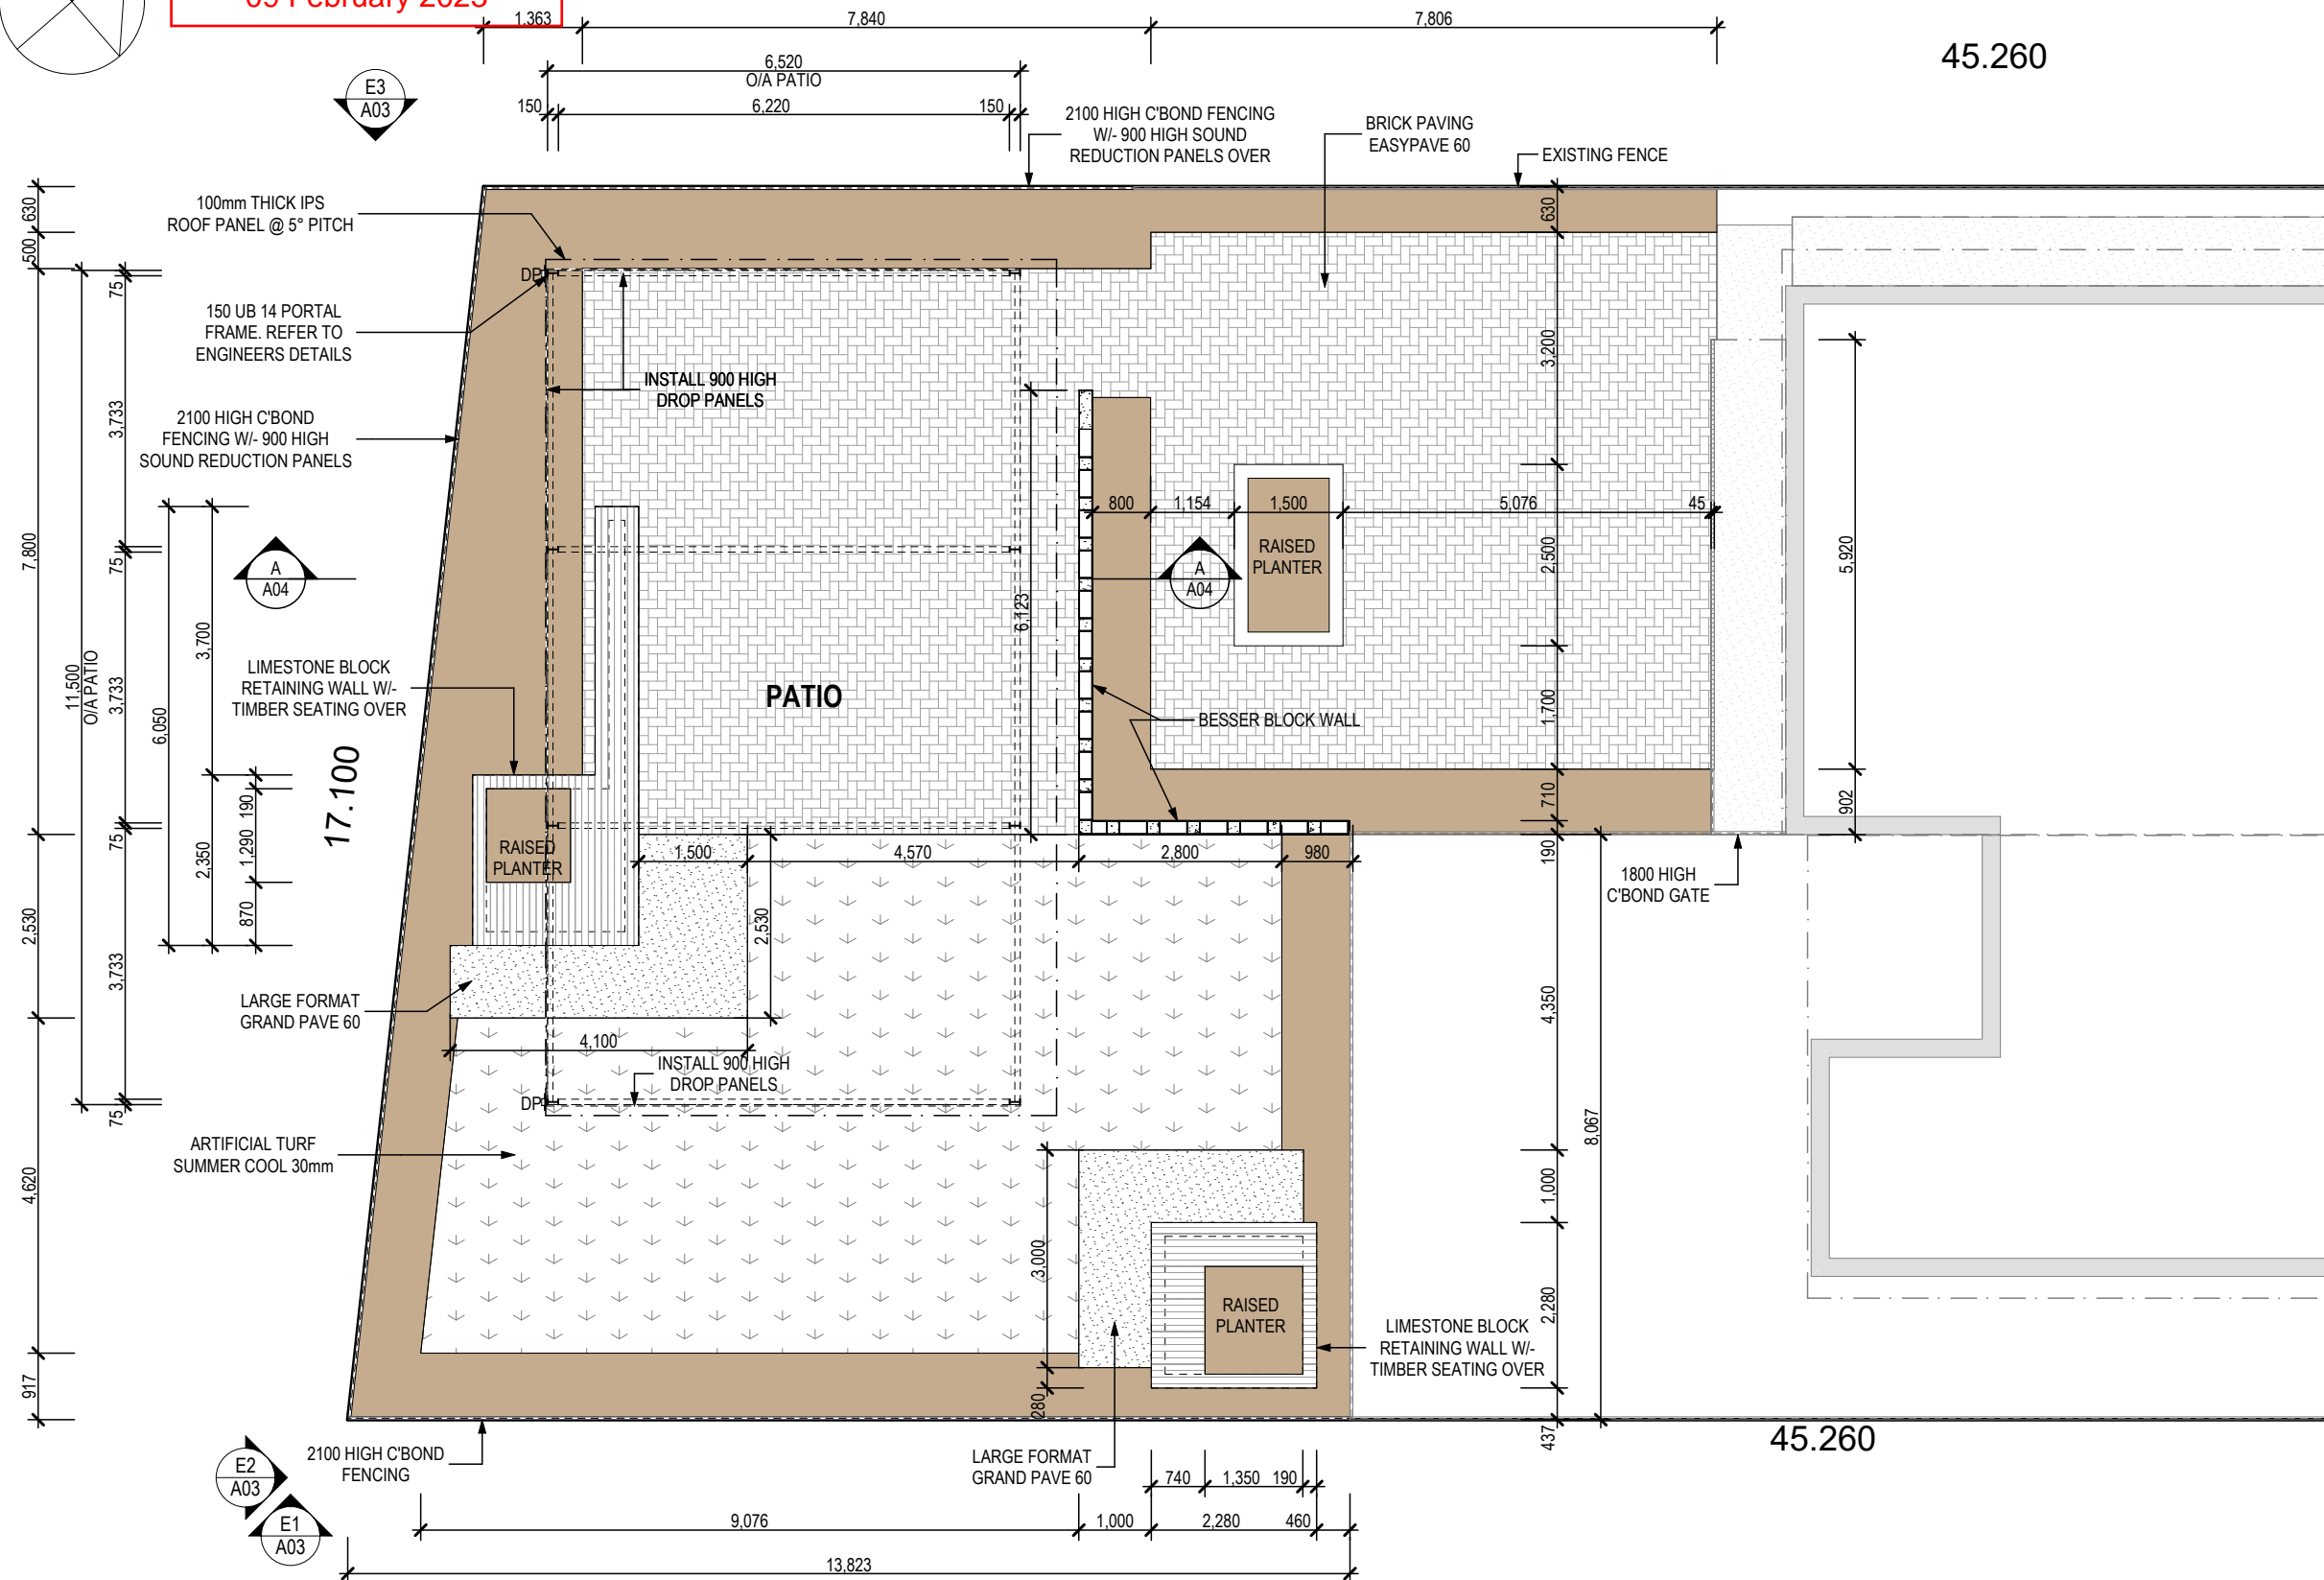 09 February 2023
1,363
7,840
7,806
45.260
6,520
O/A PATIO
150
6,220
150
E3
A03
2100 HIGH C'BOND FENCING
W/- 900 HIGH SOUND
REDUCTION PANELS OVER
BRICK PAVING
EASYPAVE 60
EXISTING FENCE
100mm THICK IPS
ROOF PANEL @ 5° PITCH
150 UB 14 PORTAL
FRAME. REFER TO
ENGINEERS DETAILS
2100 HIGH C'BOND
FENCING W/- 900 HIGH
SOUND REDUCTION PANELS
DP
INSTALL 900 HIGH
DROP PANELS
630
500
7,800
2,530
4,620
917
11,500
O/A PATIO
75
3,733
75
3,733
75
3,733
75
6,050
3,700
2,350
190
1,290
870
A
A04
LIMESTONE BLOCK
RETAINING WALL W/-
TIMBER SEATING OVER
17.100
PATIO
6,123
800
1,154
1,500
5,076
45
RAISED
PLANTER
A
A04
BESSER BLOCK WALL
630
3,200
2,500
1,700
710
190
4,350
1,000
2,280
437
8,067
5,920
902
RAISED
PLANTER
1,500
4,570
2,800
980
2,530
1800 HIGH
C'BOND GATE
LARGE FORMAT
GRAND PAVE 60
4,100
INSTALL 900 HIGH
DROP PANELS
DP
ARTIFICIAL TURF
SUMMER COOL 30mm
3,000
280
RAISED
PLANTER
LIMESTONE BLOCK
RETAINING WALL W/-
TIMBER SEATING OVER
45.260
2100 HIGH C'BOND
FENCING
LARGE FORMAT
GRAND PAVE 60
E2
A03
E1
A03
740
1,350
190
9,076
1,000
2,280
460
13,823